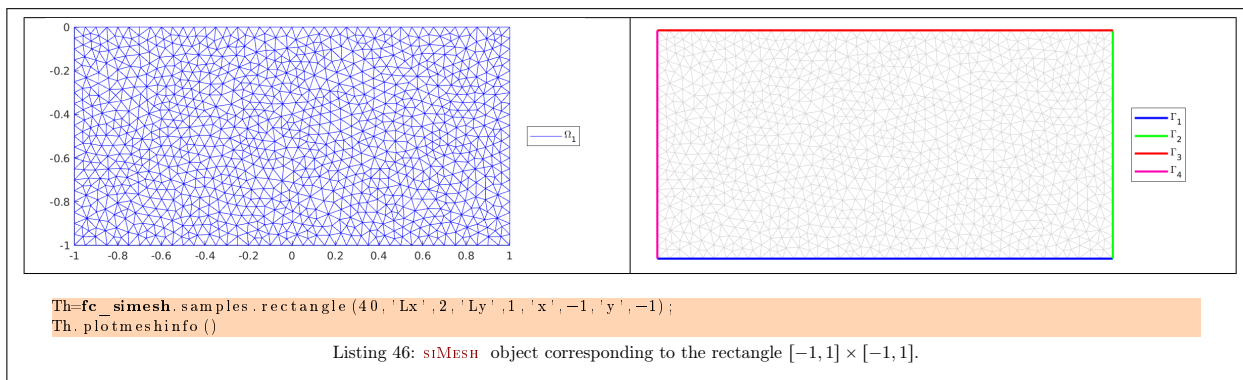 0
-0.2
-0.4
-0.6
-0.8
-1
-1 -0.8 -0.6 -0.4 -0.2 0 0.2 0.4 0.6 0.8 1
Ω₁
Γ₁
Γ₂
Γ₃
Γ₄
Th=fc_simesh.samples.rectangle(40,'Lx',2,'Ly',1,'x',−1,'y',−1);
Th.plotmeshinfo()
Listing 46: siMesh object corresponding to the rectangle [−1, 1] × [−1, 1].